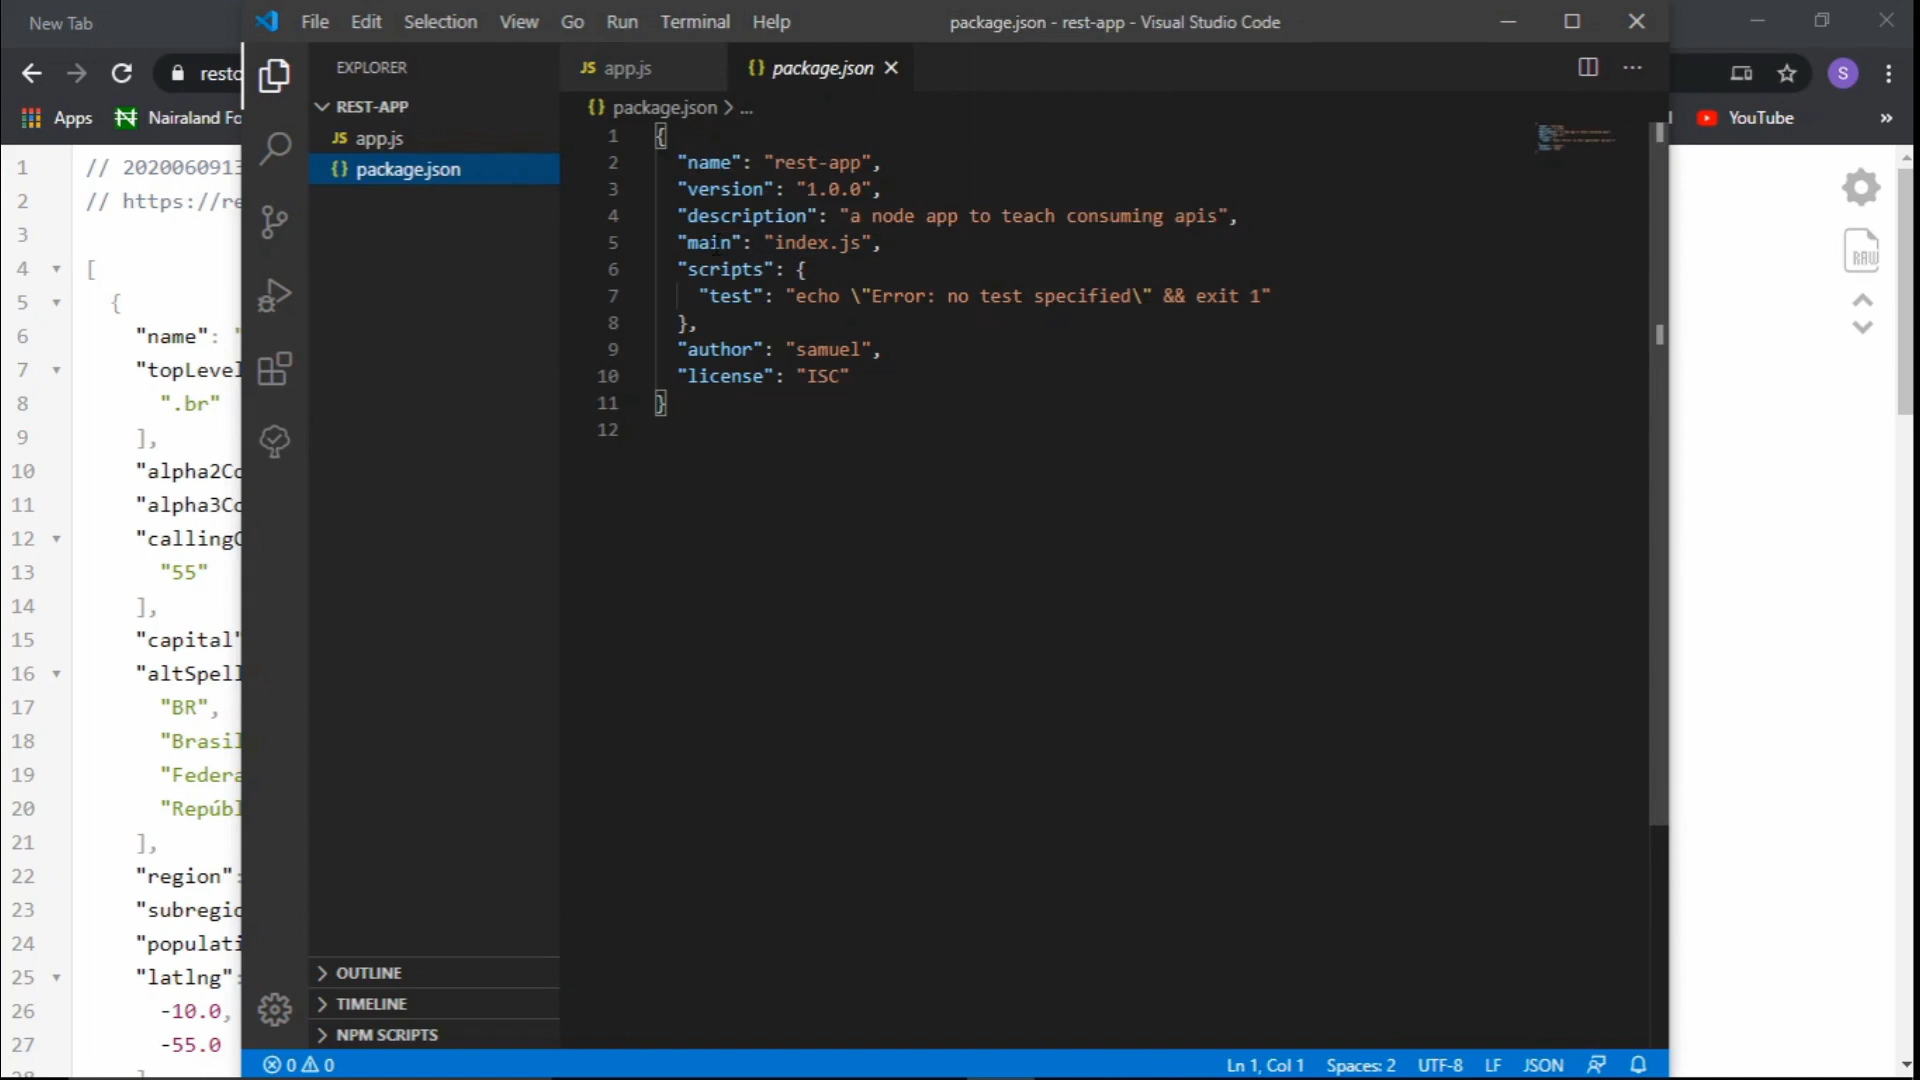 New Tab
File Edit Selection View Go Run Terminal Help
package.json - rest-app - Visual Studio Code
S
Apps
YouTube
»
EXPLORER
REST-APP
JS app.js
{} package.json
OUTLINE
TIMELINE
NPM SCRIPTS
JS app.js
{} package.json
{} package.json > ...
1 {
2 "name": "rest-app",
3 "version": "1.0.0",
4 "description": "a node app to teach consuming apis",
5 "main": "index.js",
6 "scripts": {
7 "test": "echo \"Error: no test specified\" && exit 1"
8 },
9 "author": "samuel",
10 "license": "ISC"
11 }
12
0 0
Ln 1, Col 1 Spaces: 2 UTF-8 LF JSON
1 // 2020060913
2 // https://re
3
4 [
5 {
6 "name": "
7 "topLevel
8 ".br"
9 ],
10 "alpha2Co
11 "alpha3Co
12 "callingC
13 "55"
14 ],
15 "capital"
16 "altSpell
17 "BR",
18 "Brasil
19 "Federa
20 "Repúbl
21 ],
22 "region":
23 "subregio
24 "populati
25 "latlng":
26 -10.0,
27 -55.0
RAW